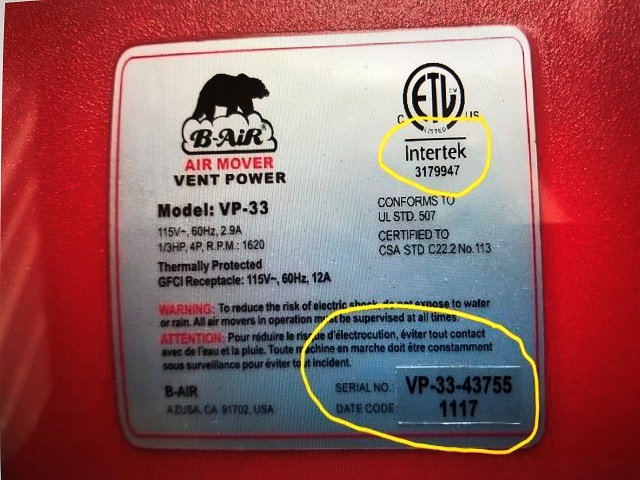 B-AiR
AIR MOVER
VENT POWER
Model: VP-33
115V~, 60Hz, 2.9A
1/3HP, 4P, R.P.M.: 1620
Thermally Protected
GFCI Receptacle: 115V~, 60Hz, 12A
C ETL CM US
LISTED
Intertek
3179947
CONFORMS TO
UL STD. 507
CERTIFIED TO
CSA STD C22.2 No.113
WARNING: To reduce the risk of electric shock, do not expose to water
or rain. All air movers in operation must be supervised at all times.
ATTENTION: Pour réduire le risque d'électrocution, éviter tout contact
avec de l'eau et la pluie. Toute machine en marche doit être constamment
sous surveillance pour éviter tout incident.
B-AIR
AZUSA, CA 91702, USA
SERIAL NO. VP-33-43755
DATE CODE: 1117